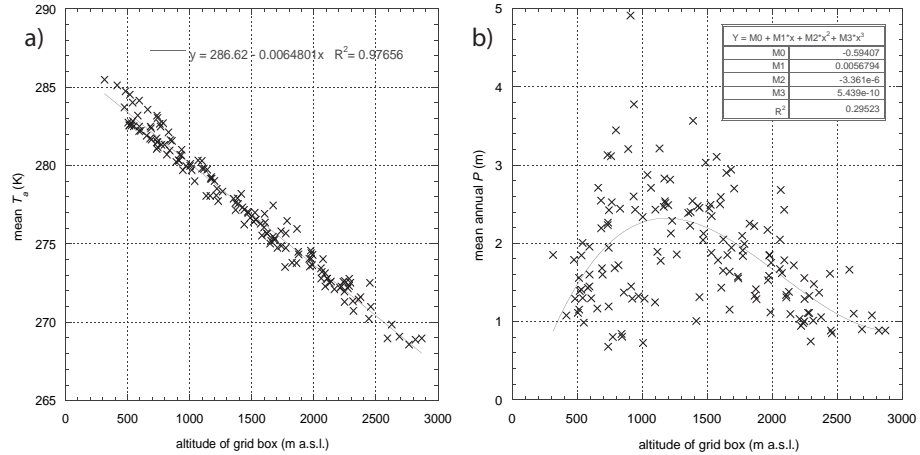 a)
y = 286.62 - 0.0064801x R² = 0.97656
290
285
280
275
270
265
mean T_a (K)
0 500 1000 1500 2000 2500 3000
altitude of grid box (m a.s.l.)
b)
Y = M0 + M1*x + M2*x² + M3*x³
M0 -0.59407
M1 0.0056794
M2 -3.361e-6
M3 5.439e-10
R² 0.29523
5
4
3
2
1
0
mean annual P (m)
0 500 1000 1500 2000 2500 3000
altitude of grid box (m a.s.l.)